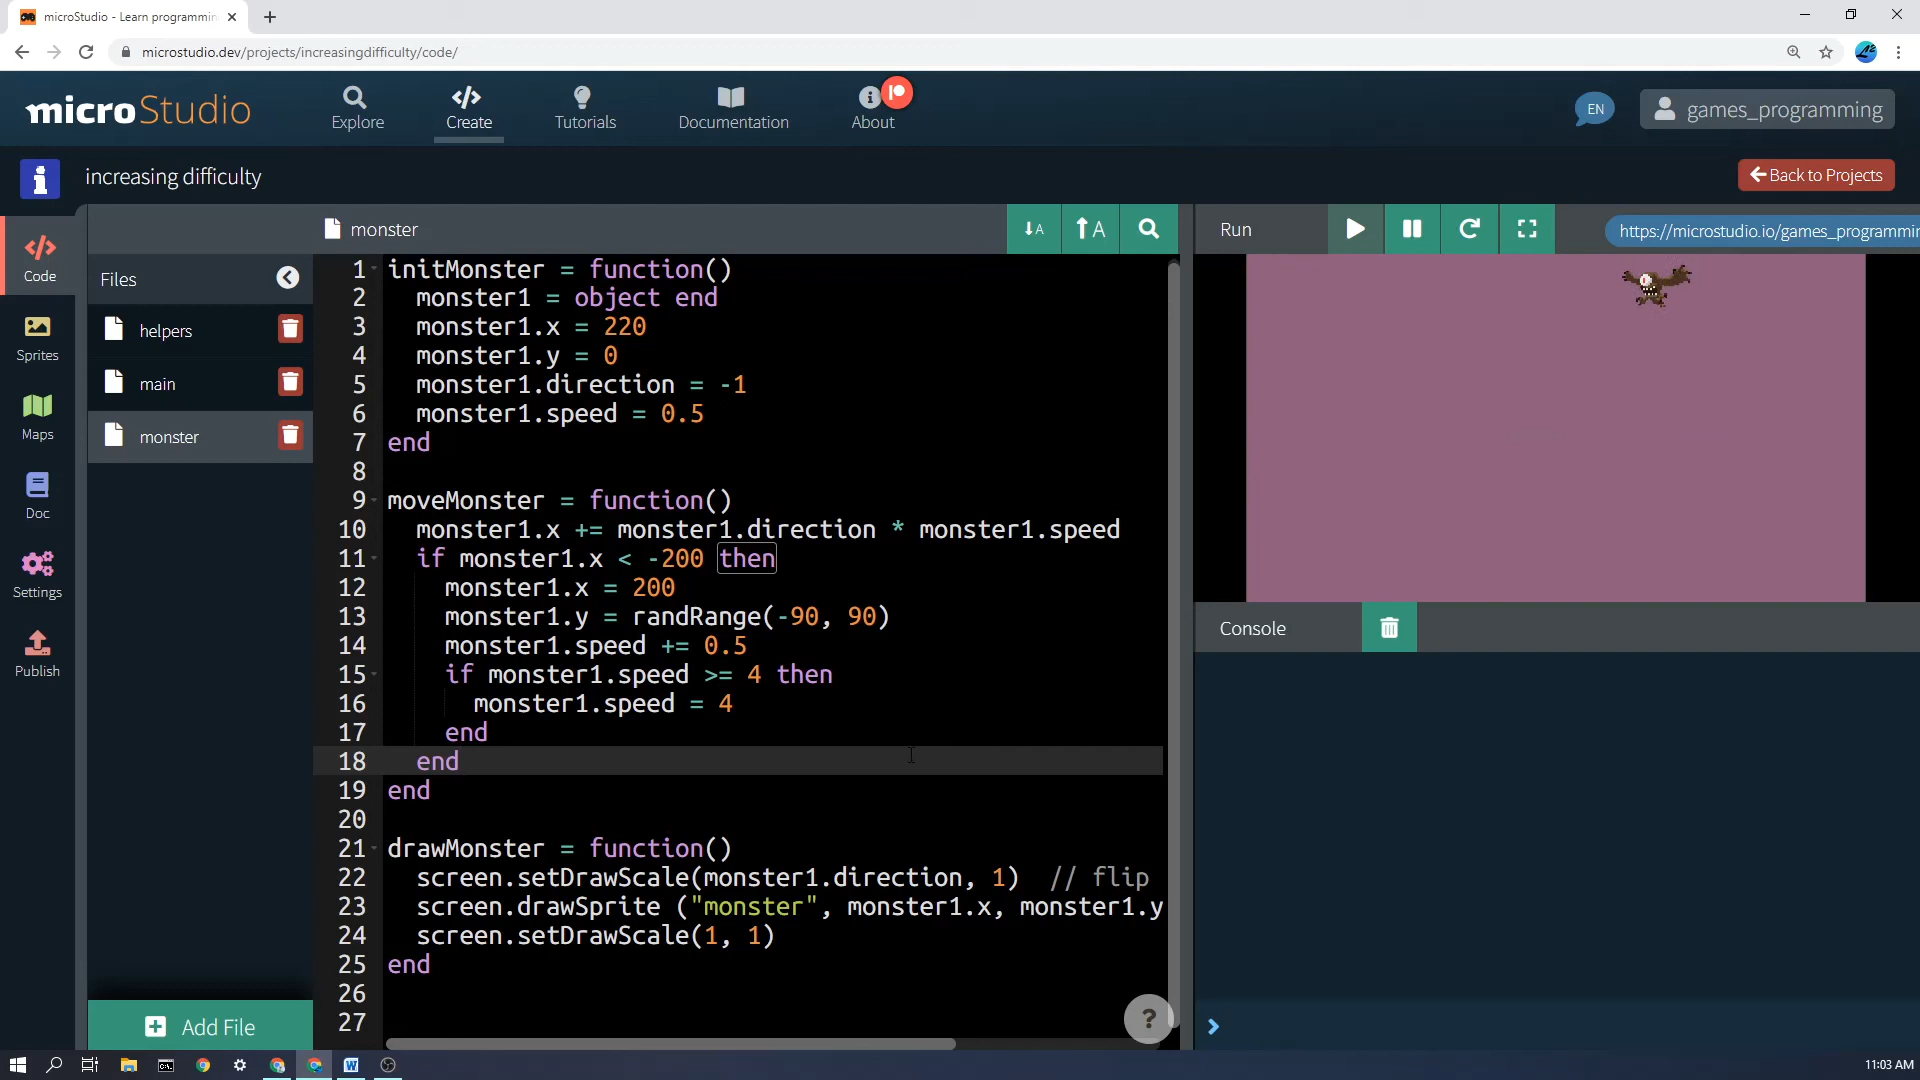 microStudio - Learn programmin
microstudio.dev/projects/increasingdifficulty/code/
microStudio
Explore
Create
Tutorials
Documentation
About
EN
games_programming
increasing difficulty
Back to Projects
Code
Sprites
Maps
Doc
Settings
Publish
Files
helpers
main
monster
Add File
monster
A
A
Run
https://microstudio.io/games_programmin
1 initMonster = function()
2 monster1 = object end
3 monster1.x = 220
4 monster1.y = 0
5 monster1.direction = -1
6 monster1.speed = 0.5
7 end
8
9 moveMonster = function()
10 monster1.x += monster1.direction * monster1.speed
11 if monster1.x < -200 then
12 monster1.x = 200
13 monster1.y = randRange(-90, 90)
14 monster1.speed += 0.5
15 if monster1.speed >= 4 then
16 monster1.speed = 4
17 end
18 end
19 end
20
21 drawMonster = function()
22 screen.setDrawScale(monster1.direction, 1) // flip
23 screen.drawSprite ("monster", monster1.x, monster1.y
24 screen.setDrawScale(1, 1)
25 end
26
27
?
Console
11:03 AM